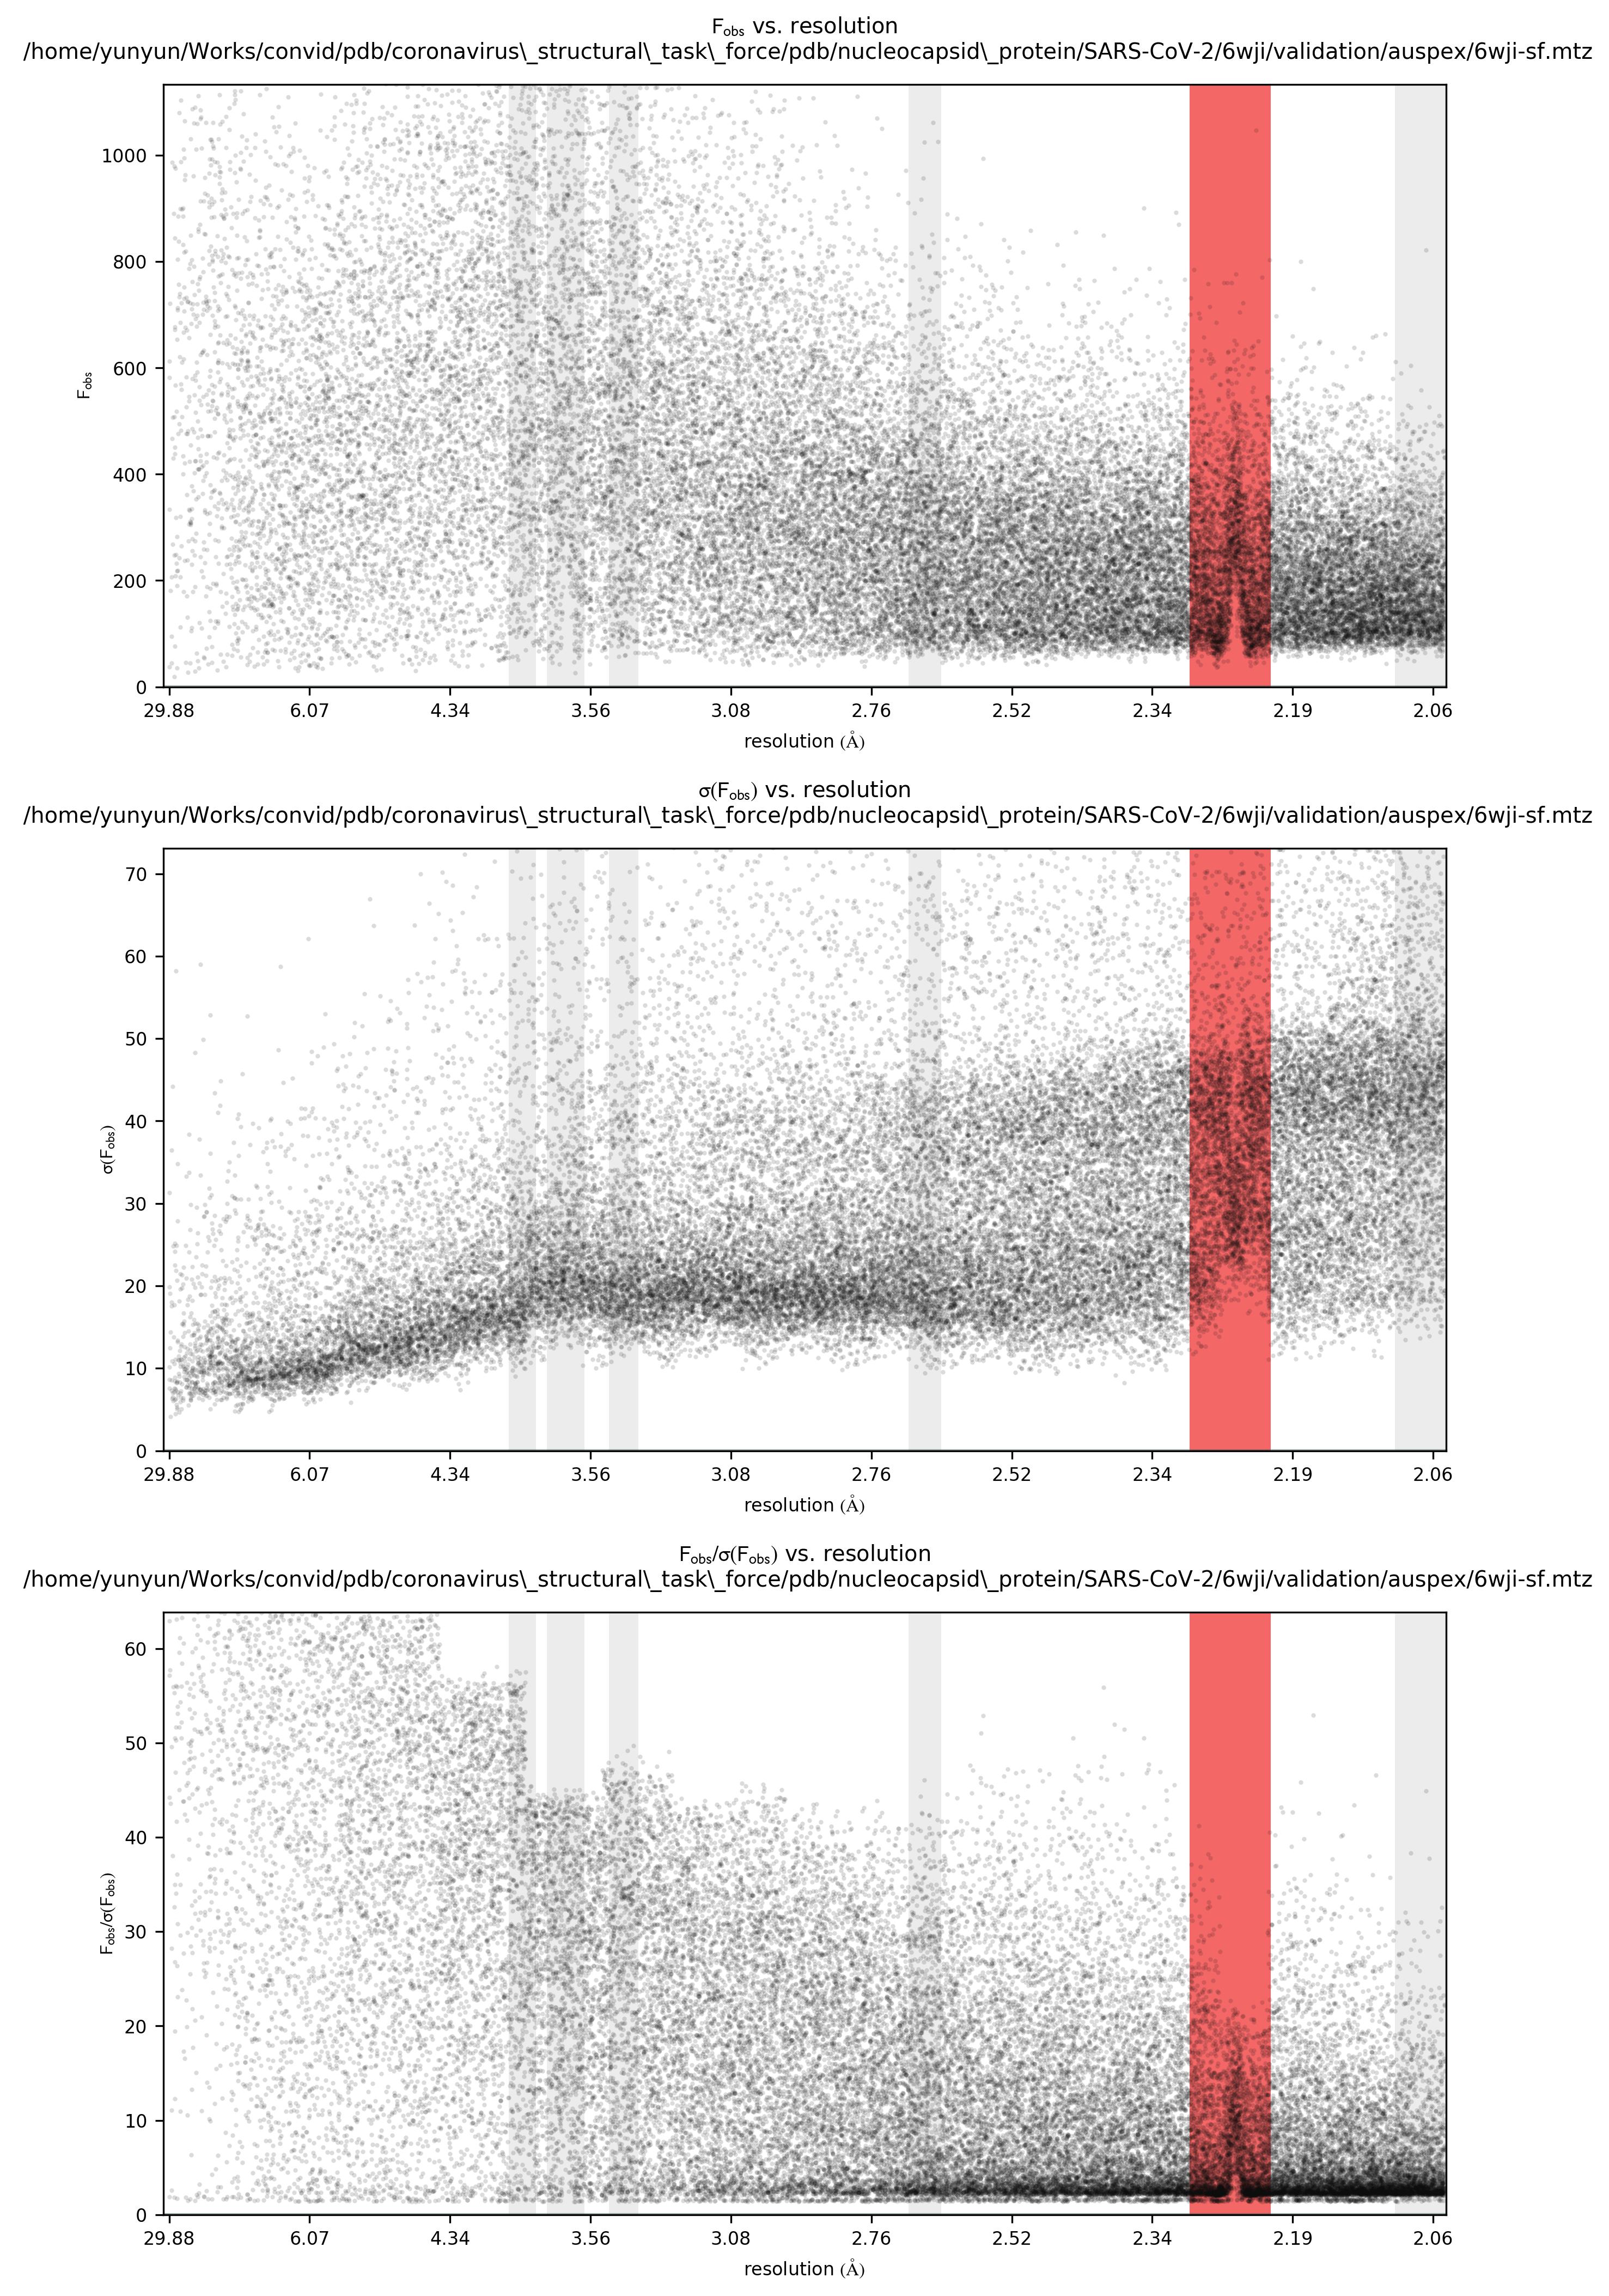 Fobs vs. resolution
/home/yunyun/Works/convid/pdb/coronavirus\_structural\_task\_force/pdb/nucleocapsid\_protein/SARS-CoV-2/6wji/validation/auspex/6wji-sf.mtz
1000
800
600
400
200
0
Fobs
29.88 6.07 4.34 3.56 3.08 2.76 2.52 2.34 2.19 2.06
resolution (Å)
σ(Fobs) vs. resolution
/home/yunyun/Works/convid/pdb/coronavirus\_structural\_task\_force/pdb/nucleocapsid\_protein/SARS-CoV-2/6wji/validation/auspex/6wji-sf.mtz
70
60
50
40
30
20
10
0
σ(Fobs)
29.88 6.07 4.34 3.56 3.08 2.76 2.52 2.34 2.19 2.06
resolution (Å)
Fobs/σ(Fobs) vs. resolution
/home/yunyun/Works/convid/pdb/coronavirus\_structural\_task\_force/pdb/nucleocapsid\_protein/SARS-CoV-2/6wji/validation/auspex/6wji-sf.mtz
60
50
40
30
20
10
0
Fobs/σ(Fobs)
29.88 6.07 4.34 3.56 3.08 2.76 2.52 2.34 2.19 2.06
resolution (Å)